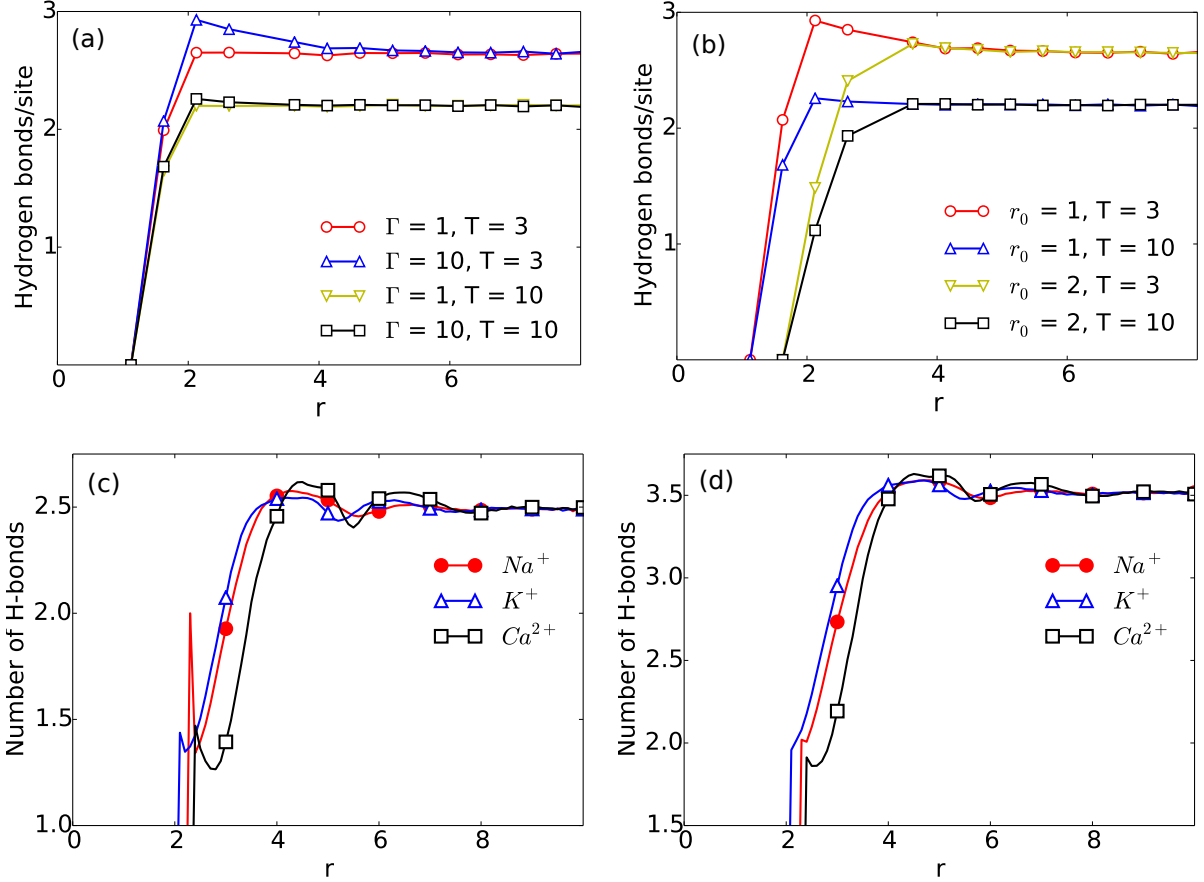 (a)
Hydrogen bonds/site
3
2
1
Γ = 1, T = 3
Γ = 10, T = 3
Γ = 1, T = 10
Γ = 10, T = 10
0 2 4 6
r
(b)
Hydrogen bonds/site
3
2
1
r₀ = 1, T = 3
r₀ = 1, T = 10
r₀ = 2, T = 3
r₀ = 2, T = 10
0 2 4 6
r
(c)
Number of H-bonds
2.5
2.0
1.5
1.0
Na⁺
K⁺
Ca²⁺
0 2 4 6 8
r
(d)
Number of H-bonds
3.5
3.0
3.5
2.0
1.5
Na⁺
K⁺
Ca²⁺
0 2 4 6 8
r